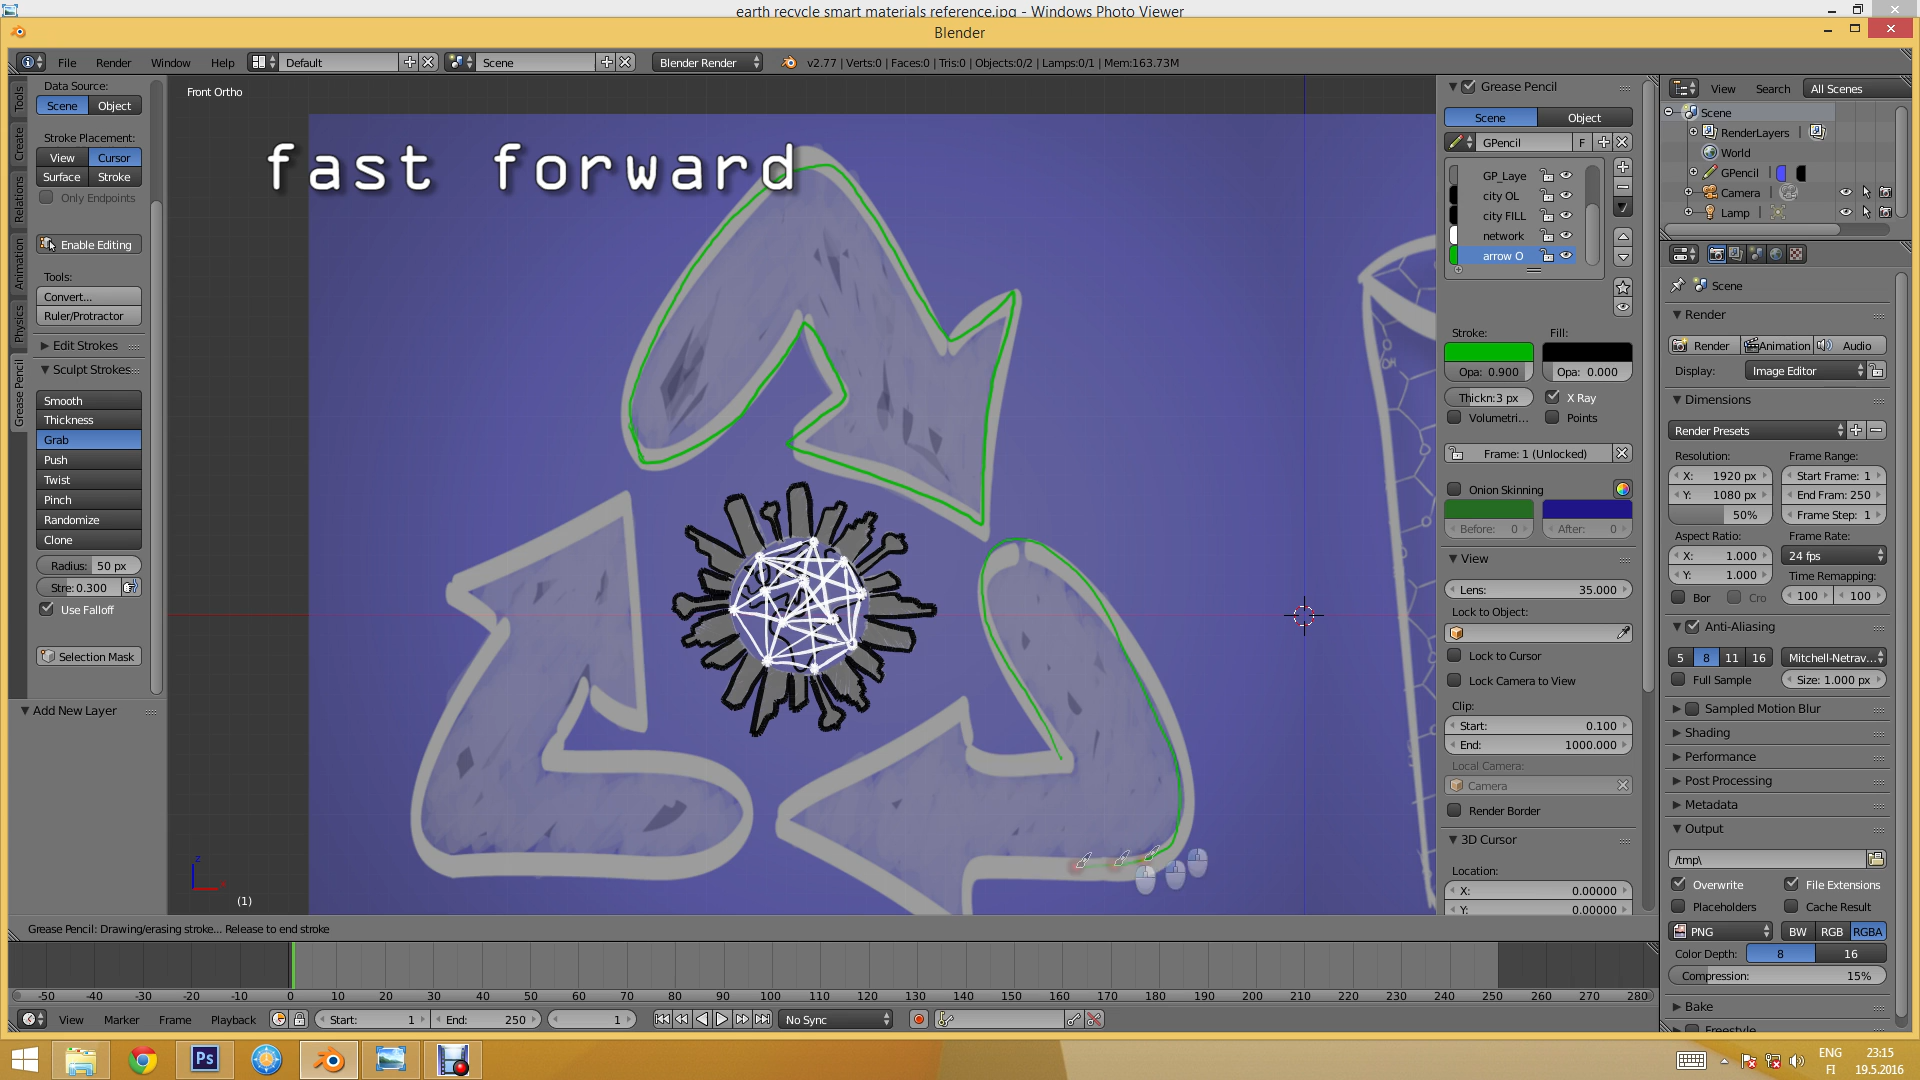 earth recycle smart materials reference.jpg - Windows Photo Viewer
Blender
File Render Window Help Default Scene Blender Render v2.77 | Verts:0 | Faces:0 | Tris:0 | Objects:0/2 | Lamps:0/1 | Mem:163.73M
Tools
Create
Relations
Animation
Physics
Grease Pencil
Data Source:
Scene Object
Stroke Placement:
View Cursor
Surface Stroke
Only Endpoints
Enable Editing
Tools:
Convert...
Ruler/Protractor
Edit Strokes
Sculpt Strokes
Smooth
Thickness
Grab
Push
Twist
Pinch
Randomize
Clone
Radius: 50 px
Stre: 0.300
Use Falloff
Selection Mask
Add New Layer
Front Ortho
fast forward
z
(1)
Grease Pencil: Drawing/erasing stroke... Release to end stroke
Grease Pencil
Scene Object
GPencil F
GP_Laye
city OL
city FILL
network
arrow O
Stroke: Fill:
Opa: 0.900 Opa: 0.000
Thickn:3 px X Ray
Volumetri... Points
Frame: 1 (Unlocked)
Onion Skinning
Before: 0 After: 0
View
Lens: 35.000
Lock to Object:
Lock to Cursor
Lock Camera to View
Clip:
Start: 0.100
End: 1000.000
Local Camera:
Camera
Render Border
3D Cursor
Location:
X: 0.00000
Y: 0.00000
View Search All Scenes
Scene
RenderLayers
World
GPencil
Camera
Lamp
Scene
Render
Render Animation Audio
Display: Image Editor
Dimensions
Render Presets
Resolution: Frame Range:
X: 1920 px Start Frame: 1
Y: 1080 px End Fram: 250
50% Frame Step: 1
Aspect Ratio: Frame Rate:
X: 1.000 24 fps
Y: 1.000 Time Remapping:
Bor Cro 100 100
Anti-Aliasing
5 8 11 16 Mitchell-Netrav...
Full Sample Size: 1.000 px
Sampled Motion Blur
Shading
Performance
Post Processing
Metadata
Output
/tmp\
Overwrite File Extensions
Placeholders Cache Result
PNG BW RGB RGBA
Color Depth: 8 16
Compression: 15%
Bake
Freestyle
-50 -40 -30 -20 -10 0 10 20 30 40 50 60 70 80 90 100 110 120 130 140 150 160 170 180 190 200 210 220 230 240 250 260 270 280
View Marker Frame Playback Start: 1 End: 250 1 No Sync
Ps
ENG 23:15
FI 19.5.2016